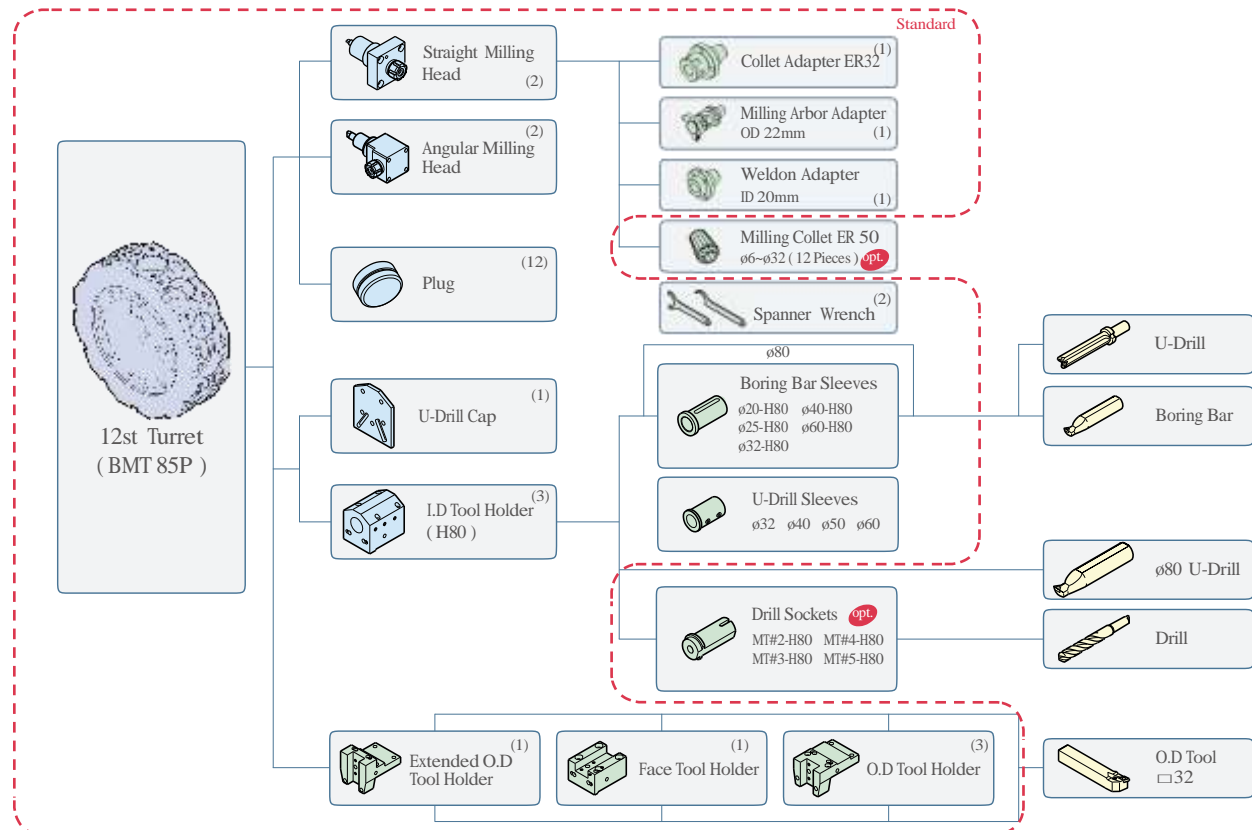 Standard
Straight Milling
Head
(2)
(1)
Collet Adapter ER32
Milling Arbor Adapter
OD 22mm
(1)
(2)
Angular Milling
Head
Weldon Adapter
ID 20mm
(1)
Milling Collet ER 50
ø6~ø32 ( 12 Pieces ) opt.
(12)
Plug
(2)
Spanner Wrench
12st Turret
( BMT 85P )
(1)
U-Drill Cap
ø80
Boring Bar Sleeves
ø20-H80 ø40-H80
ø25-H80 ø60-H80
ø32-H80
U-Drill
Boring Bar
(3)
I.D Tool Holder
( H80 )
U-Drill Sleeves
ø32 ø40 ø50 ø60
ø80 U-Drill
Drill Sockets opt.
MT#2-H80 MT#4-H80
MT#3-H80 MT#5-H80
Drill
(1)
Extended O.D
Tool Holder
(1)
Face Tool Holder
(3)
O.D Tool Holder
O.D Tool
□32